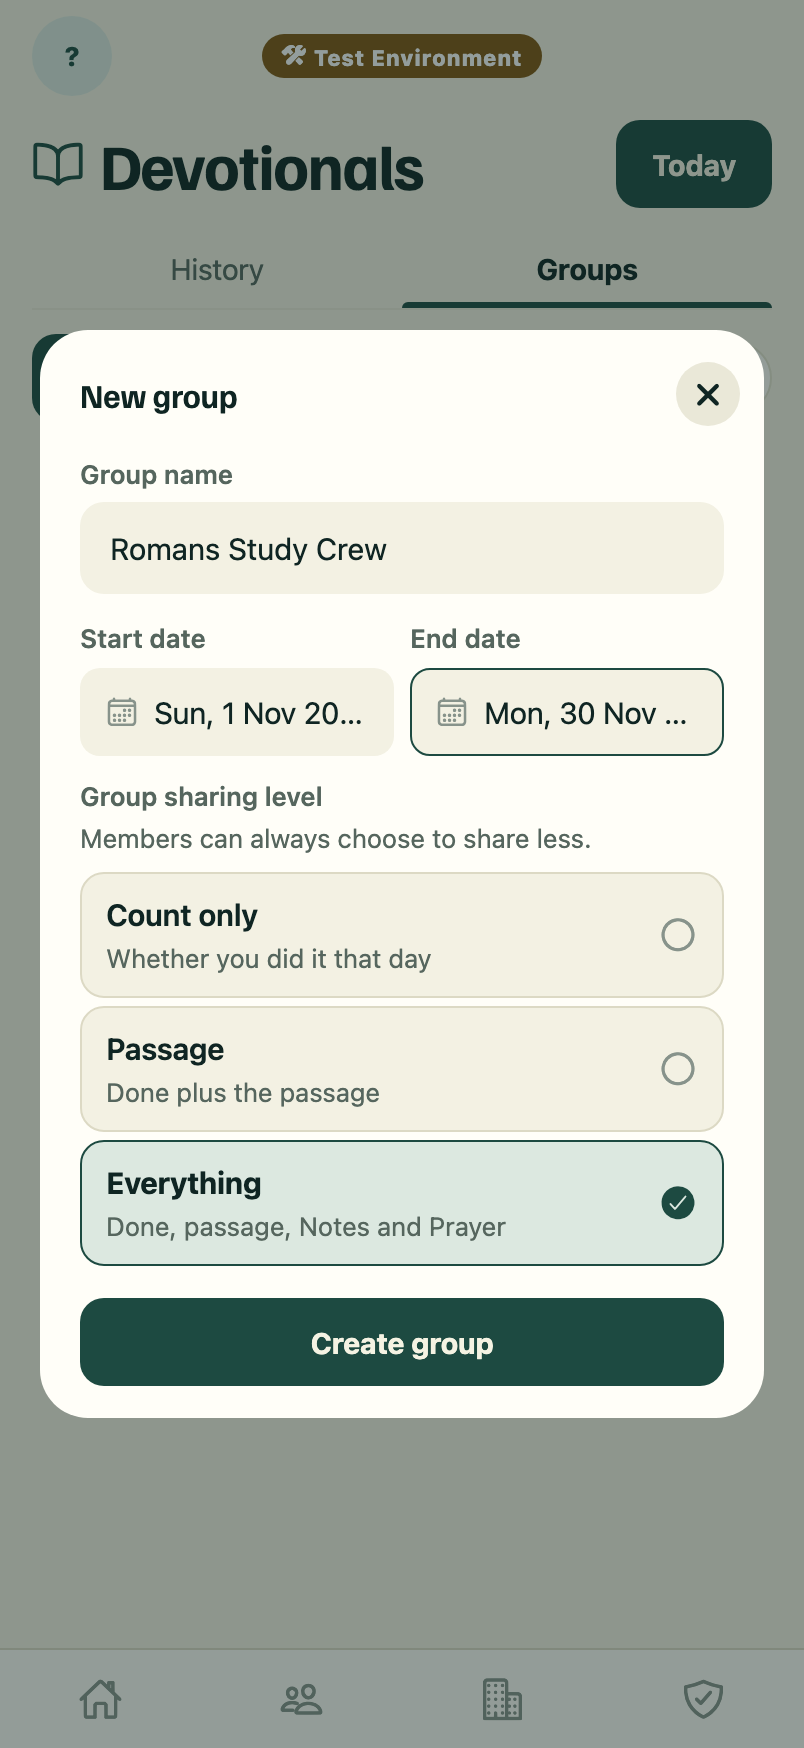 ?
🛠 Test Environment
Devotionals
Today
History
Groups
New group
Group name
Romans Study Crew
Start date
End date
Sun, 1 Nov 20...
Mon, 30 Nov ...
Group sharing level
Members can always choose to share less.
Count only
Whether you did it that day
Passage
Done plus the passage
Everything
Done, passage, Notes and Prayer
Create group